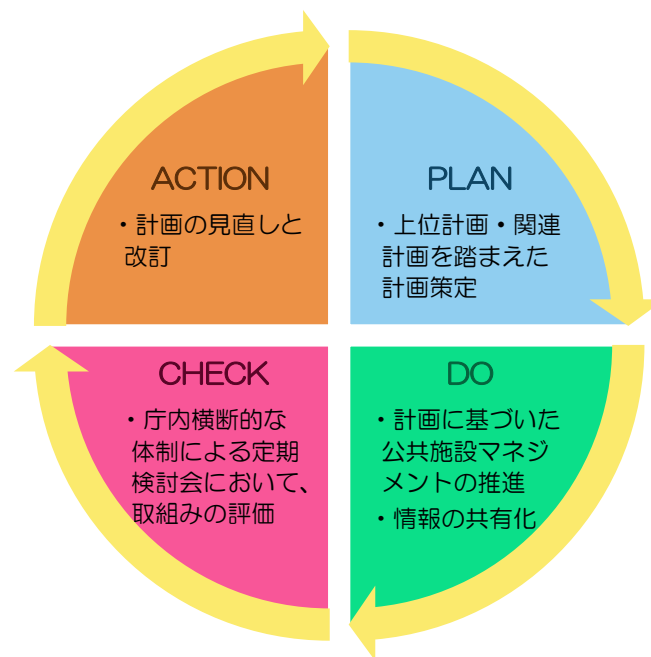 ACTION
・計画の見直しと
改訂
PLAN
・上位計画・関連
計画を踏まえた
計画策定
CHECK
・庁内横断的な
体制による定期
検討会において、
取組みの評価
DO
・計画に基づいた
公共施設マネジ
メントの推進
・情報の共有化